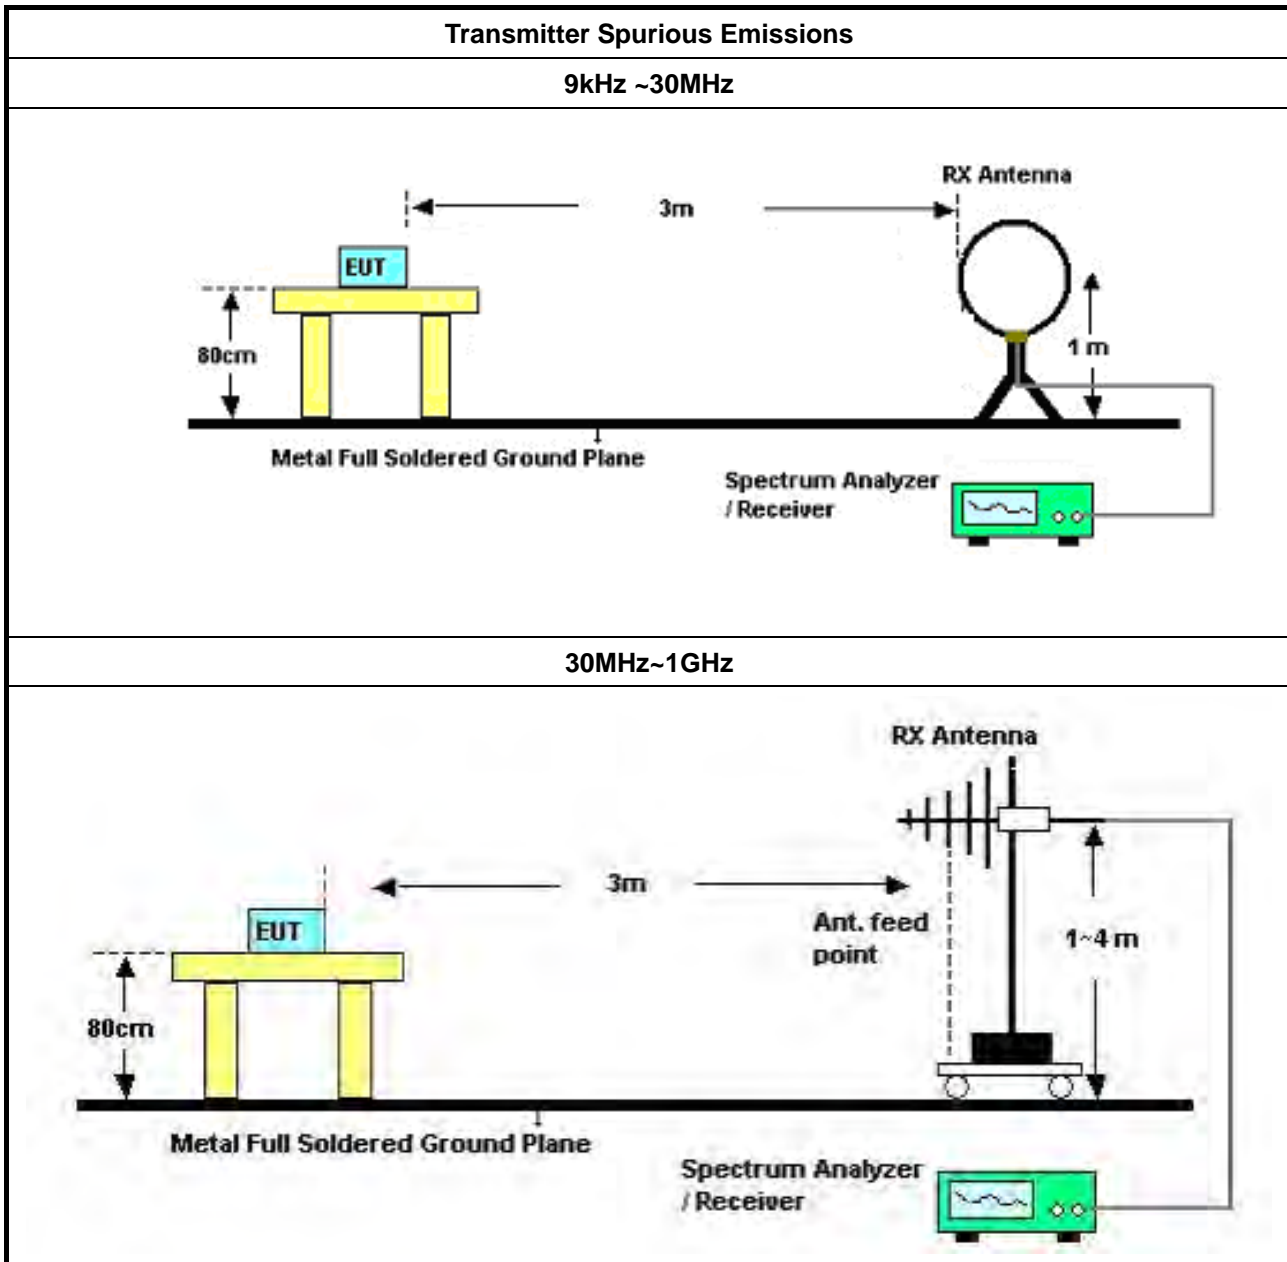 Transmitter Spurious Emissions
9kHz ~30MHz
RX Antenna
3m
EUT
80cm
1 m
Metal Full Soldered Ground Plane
Spectrum Analyzer
/ Receiver
30MHz~1GHz
RX Antenna
3m
EUT
Ant. feed
point
1~4 m
80cm
Metal Full Soldered Ground Plane
Spectrum Analyzer
/ Receiver